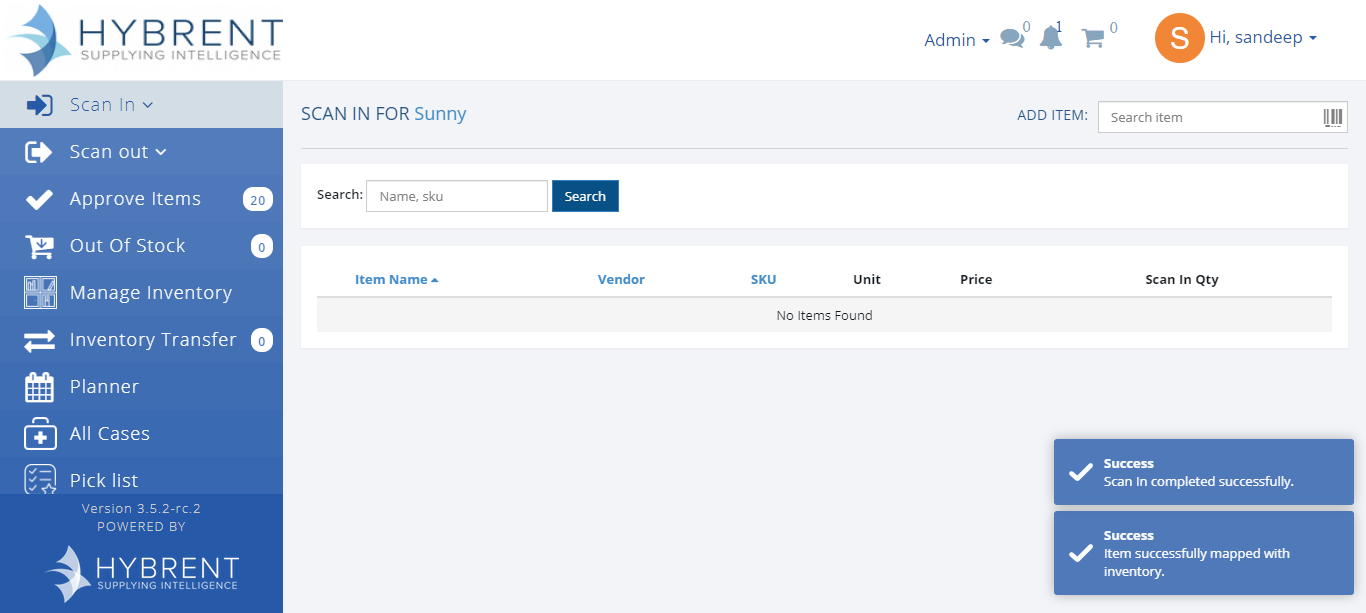 HYBRENT
SUPPLYING INTELLIGENCE
Admin
0
1
0
S
Hi, sandeep
Scan In
Scan out
Approve Items 20
Out Of Stock 0
Manage Inventory
Inventory Transfer 0
Planner
All Cases
Pick list
Version 3.5.2-rc.2
POWERED BY
HYBRENT
SUPPLYING INTELLIGENCE
SCAN IN FOR Sunny
ADD ITEM: Search item
Search: Name, sku Search
Item Name Vendor SKU Unit Price Scan In Qty
No Items Found
Success
Scan In completed successfully.
Success
Item successfully mapped with
inventory.